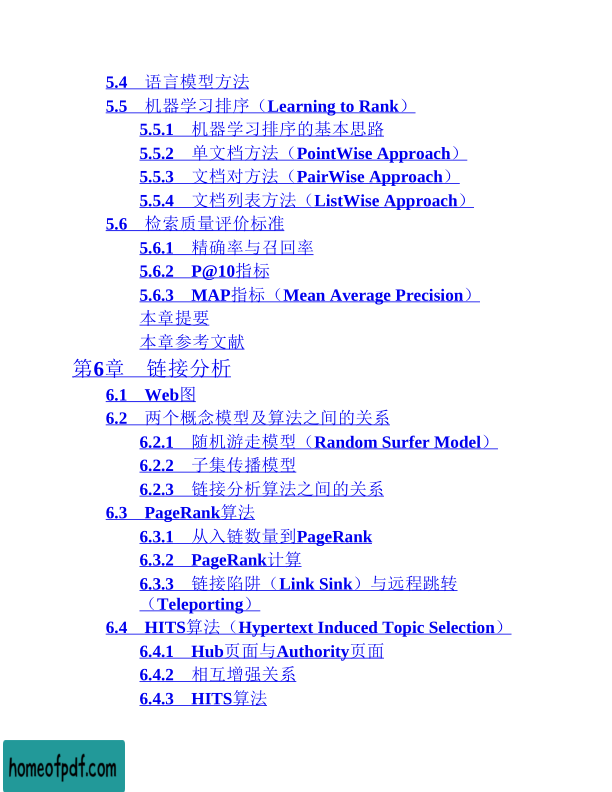 5.4 语言模型方法
5.5 机器学习排序（Learning to Rank）
5.5.1 机器学习排序的基本思路
5.5.2 单文档方法（PointWise Approach）
5.5.3 文档对方法（PairWise Approach）
5.5.4 文档列表方法（ListWise Approach）
5.6 检索质量评价标准
5.6.1 精确率与召回率
5.6.2 P@10指标
5.6.3 MAP指标（Mean Average Precision）
本章提要
本章参考文献
第6章 链接分析
6.1 Web图
6.2 两个概念模型及算法之间的关系
6.2.1 随机游走模型（Random Surfer Model）
6.2.2 子集传播模型
6.2.3 链接分析算法之间的关系
6.3 PageRank算法
6.3.1 从入链数量到PageRank
6.3.2 PageRank计算
6.3.3 链接陷阱（Link Sink）与远程跳转
（Teleporting）
6.4 HITS算法（Hypertext Induced Topic Selection）
6.4.1 Hub页面与Authority页面
6.4.2 相互增强关系
6.4.3 HITS算法
homeofpdf.com